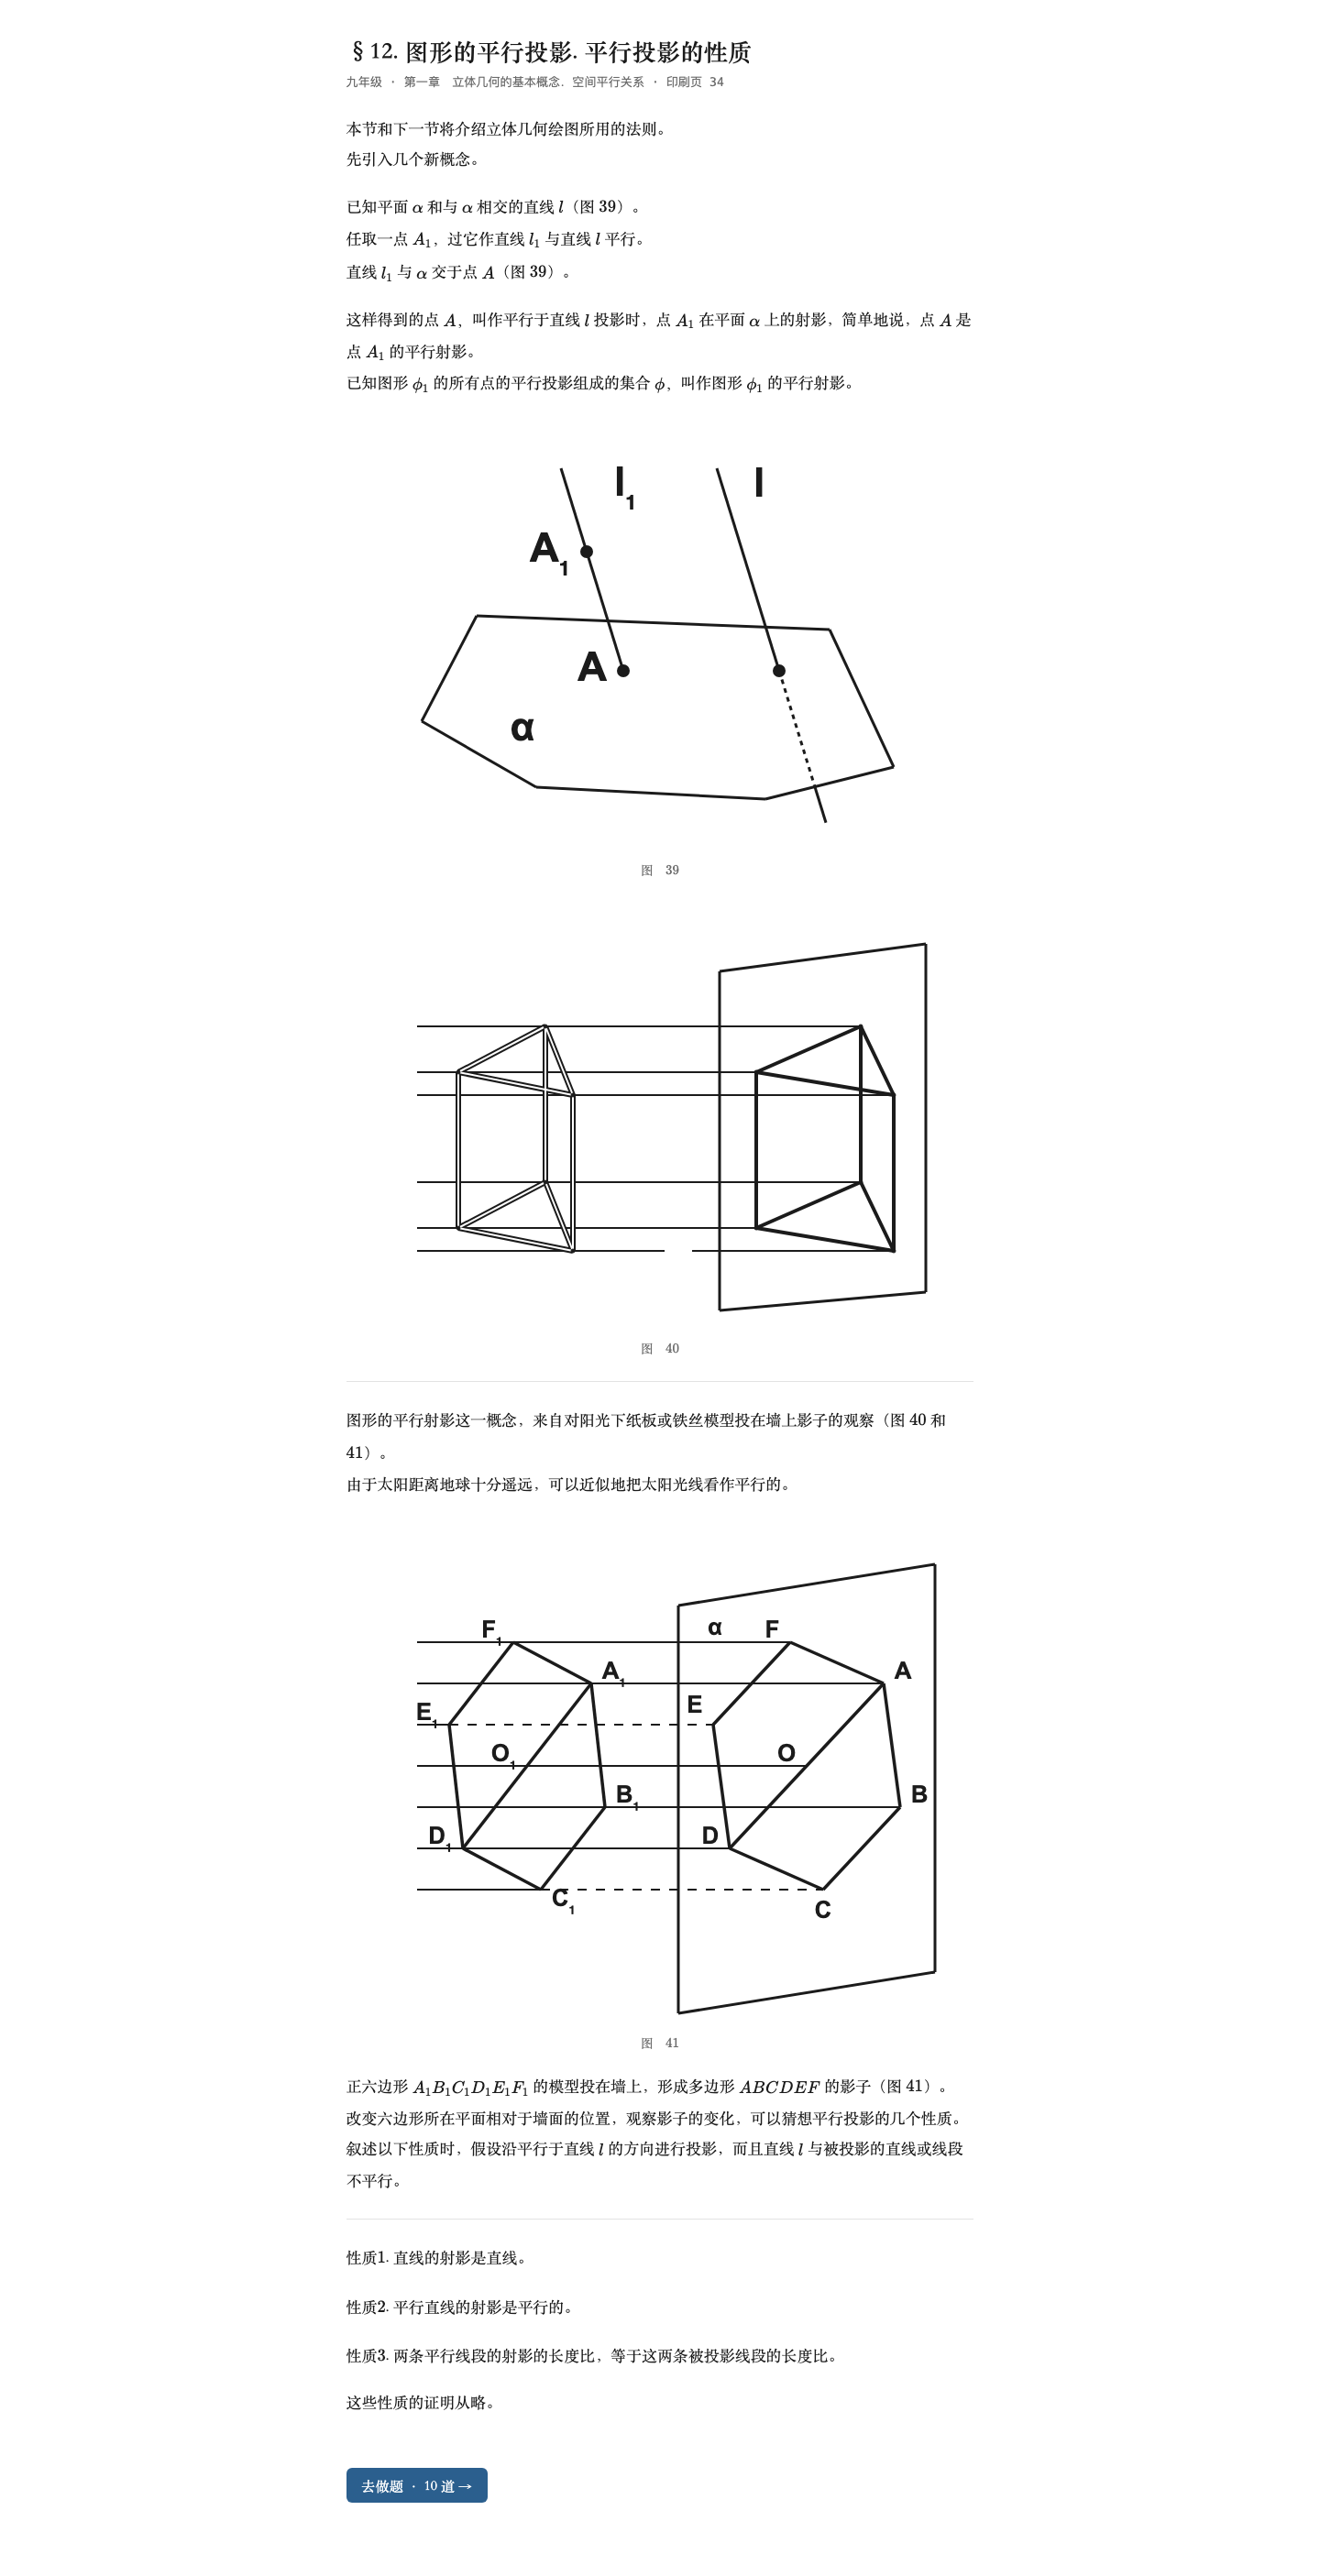 § 12. 图形的平行投影. 平行投影的性质
九年级 · 第一章 立体几何的基本概念. 空间平行关系 · 印刷页 34
本节和下一节将介绍立体几何绘图所用的法则。
先引入几个新概念。
已知平面 α 和与 α 相交的直线 l（图 39）。
任取一点 A₁，过它作直线 l₁ 与直线 l 平行。
直线 l₁ 与 α 交于点 A（图 39）。
这样得到的点 A，叫作平行于直线 l 投影时，点 A₁ 在平面 α 上的射影，简单地说，点 A 是
点 A₁ 的平行射影。
已知图形 ϕ₁ 的所有点的平行投影组成的集合 ϕ，叫作图形 ϕ₁ 的平行射影。
l₁
l
A₁
A
α
图 39
图 40
图形的平行射影这一概念，来自对阳光下纸板或铁丝模型投在墙上影子的观察（图 40 和
41）。
由于太阳距离地球十分遥远，可以近似地把太阳光线看作平行的。
F₁
α
F
A₁
A
E₁
E
O₁
O
B₁
B
D₁
D
C₁
C
图 41
正六边形 A₁B₁C₁D₁E₁F₁ 的模型投在墙上，形成多边形 ABCDEF 的影子（图 41）。
改变六边形所在平面相对于墙面的位置，观察影子的变化，可以猜想平行投影的几个性质。
叙述以下性质时，假设沿平行于直线 l 的方向进行投影，而且直线 l 与被投影的直线或线段
不平行。
性质1. 直线的射影是直线。
性质2. 平行直线的射影是平行的。
性质3. 两条平行线段的射影的长度比，等于这两条被投影线段的长度比。
这些性质的证明从略。
去做题 · 10 道 →